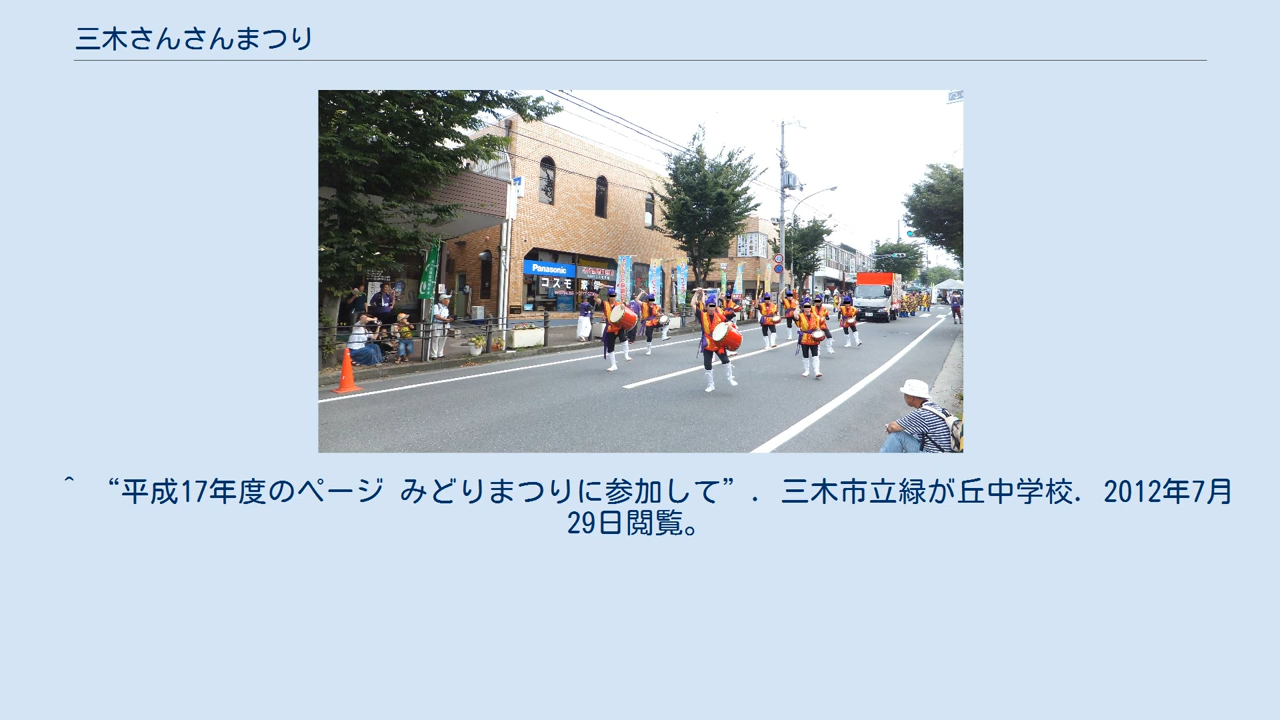 三木さんさんまつり
Panasonic
コスモ
^ “平成17年度のページ みどりまつりに参加して”. 三木市立緑が丘中学校. 2012年7月
29日閲覧。